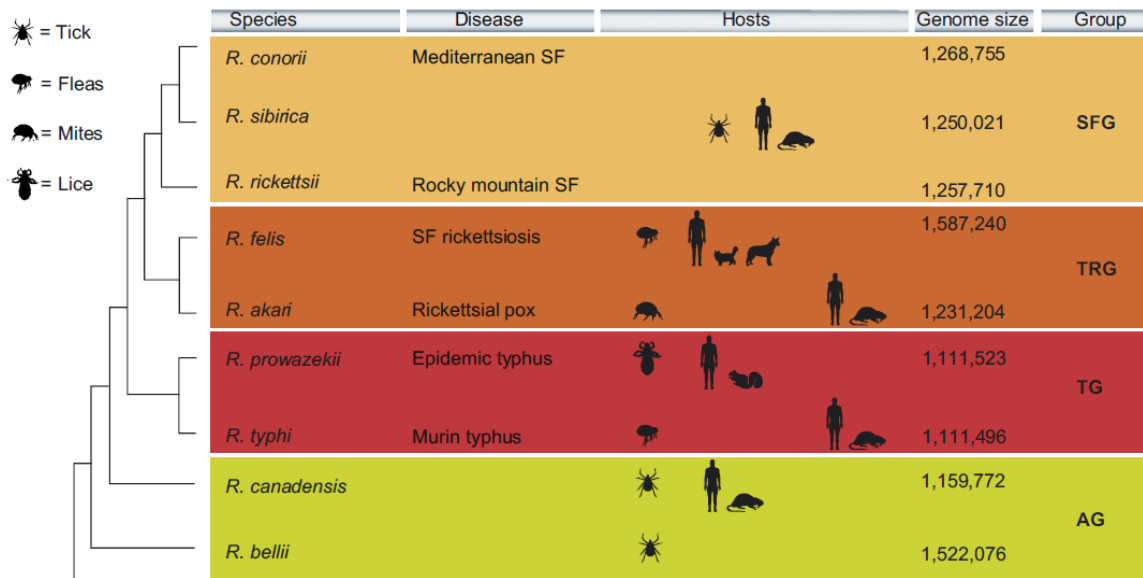 Species Disease Hosts Genome size Group
= Tick
= Fleas
= Mites
= Lice
R. conorii Mediterranean SF 1,268,755
R. sibirica 1,250,021 SFG
R. rickettsii Rocky mountain SF 1,257,710
R. felis SF rickettsiosis 1,587,240
TRG
R. akari Rickettsial pox 1,231,204
R. prowazekii Epidemic typhus 1,111,523
TG
R. typhi Murin typhus 1,111,496
R. canadensis 1,159,772
AG
R. bellii 1,522,076